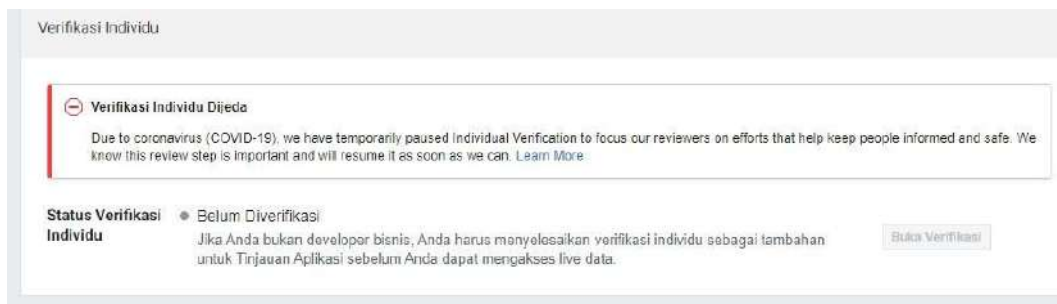 Verifikasi Individu
Verifikasi Individu Dijeda
Due to coronavirus (COVID-19), we have temporarily paused Individual Verification to focus our reviewers on efforts that help keep people informed and safe. We
know this review step is important and will resume it as soon as we can. Learn More
Status Verifikasi
Individu
Belum Diverifikasi
Jika Anda bukan developer bisnis, Anda harus menyelesaikan verifikasi individu sebagai tambahan
untuk Tinjauan Aplikasi sebelum Anda dapat mengakses live data.
Buka Verifikasi